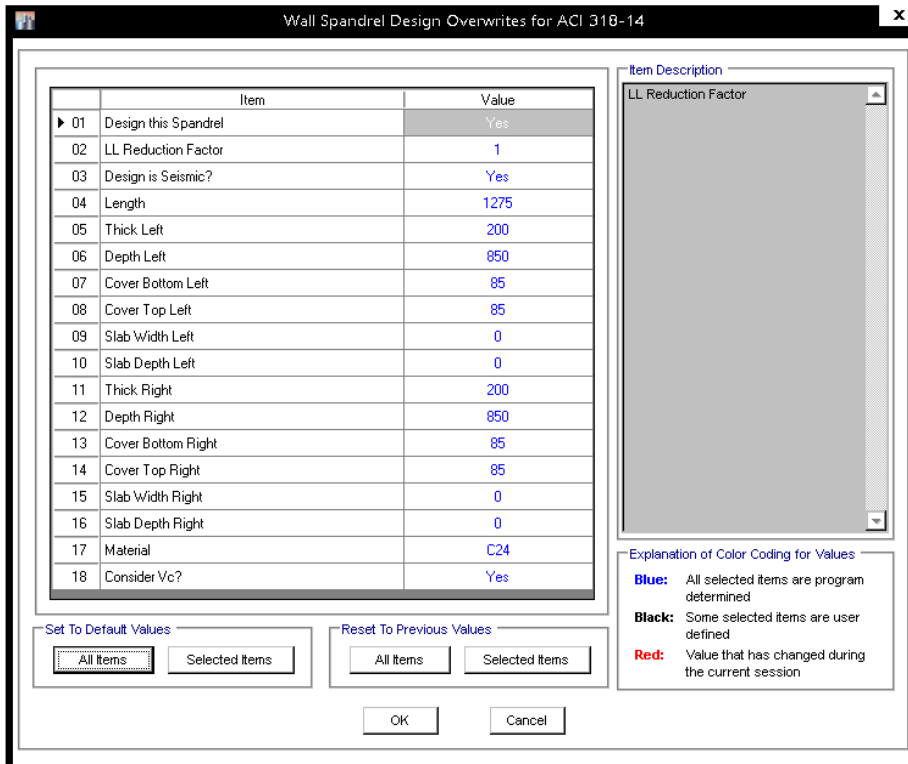 Wall Spandrel Design Overwrites for ACI 318-14
x
Item Value
01 Design this Spandrel Yes
02 LL Reduction Factor 1
03 Design is Seismic? Yes
04 Length 1275
05 Thick Left 200
06 Depth Left 850
07 Cover Bottom Left 85
08 Cover Top Left 85
09 Slab Width Left 0
10 Slab Depth Left 0
11 Thick Right 200
12 Depth Right 850
13 Cover Bottom Right 85
14 Cover Top Right 85
15 Slab Width Right 0
16 Slab Depth Right 0
17 Material C24
18 Consider Vc? Yes
Item Description
LL Reduction Factor
Explanation of Color Coding for Values
Blue: All selected items are program
determined
Black: Some selected items are user
defined
Red: Value that has changed during
the current session
Set To Default Values
All Items Selected Items
Reset To Previous Values
All Items Selected Items
OK Cancel